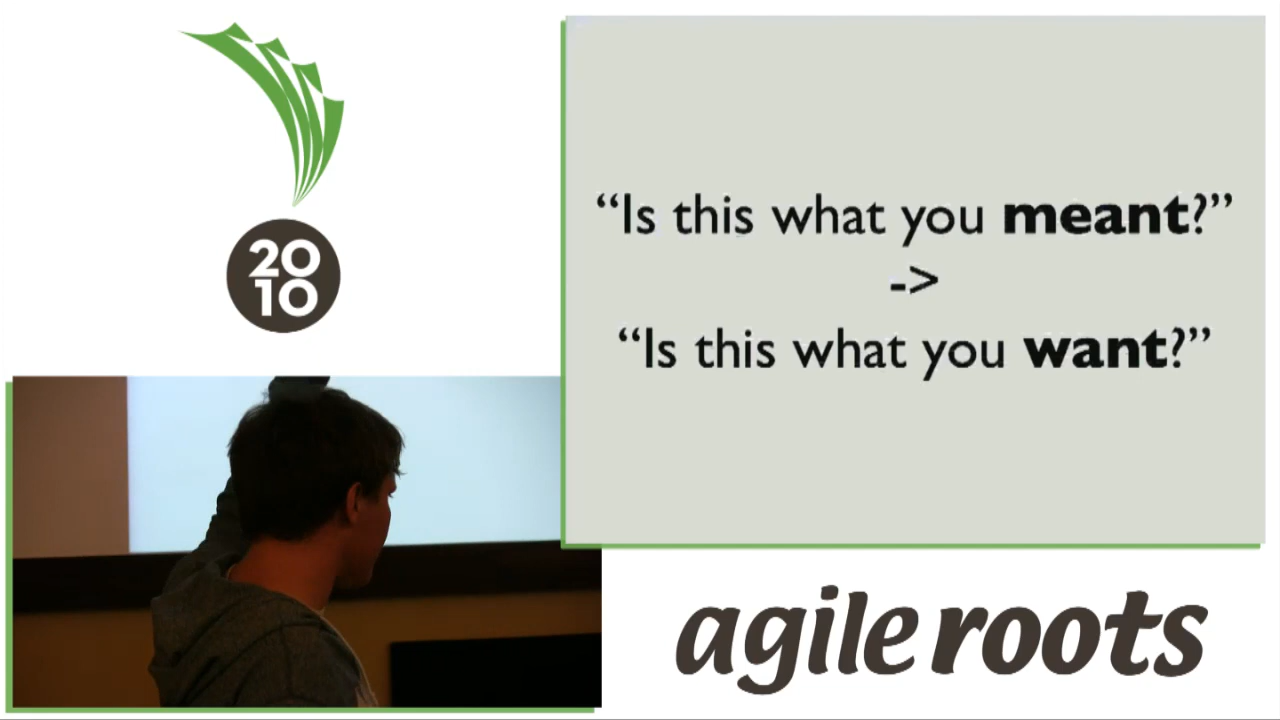 20
10
“Is this what you meant?”
->
“Is this what you want?”
agile roots